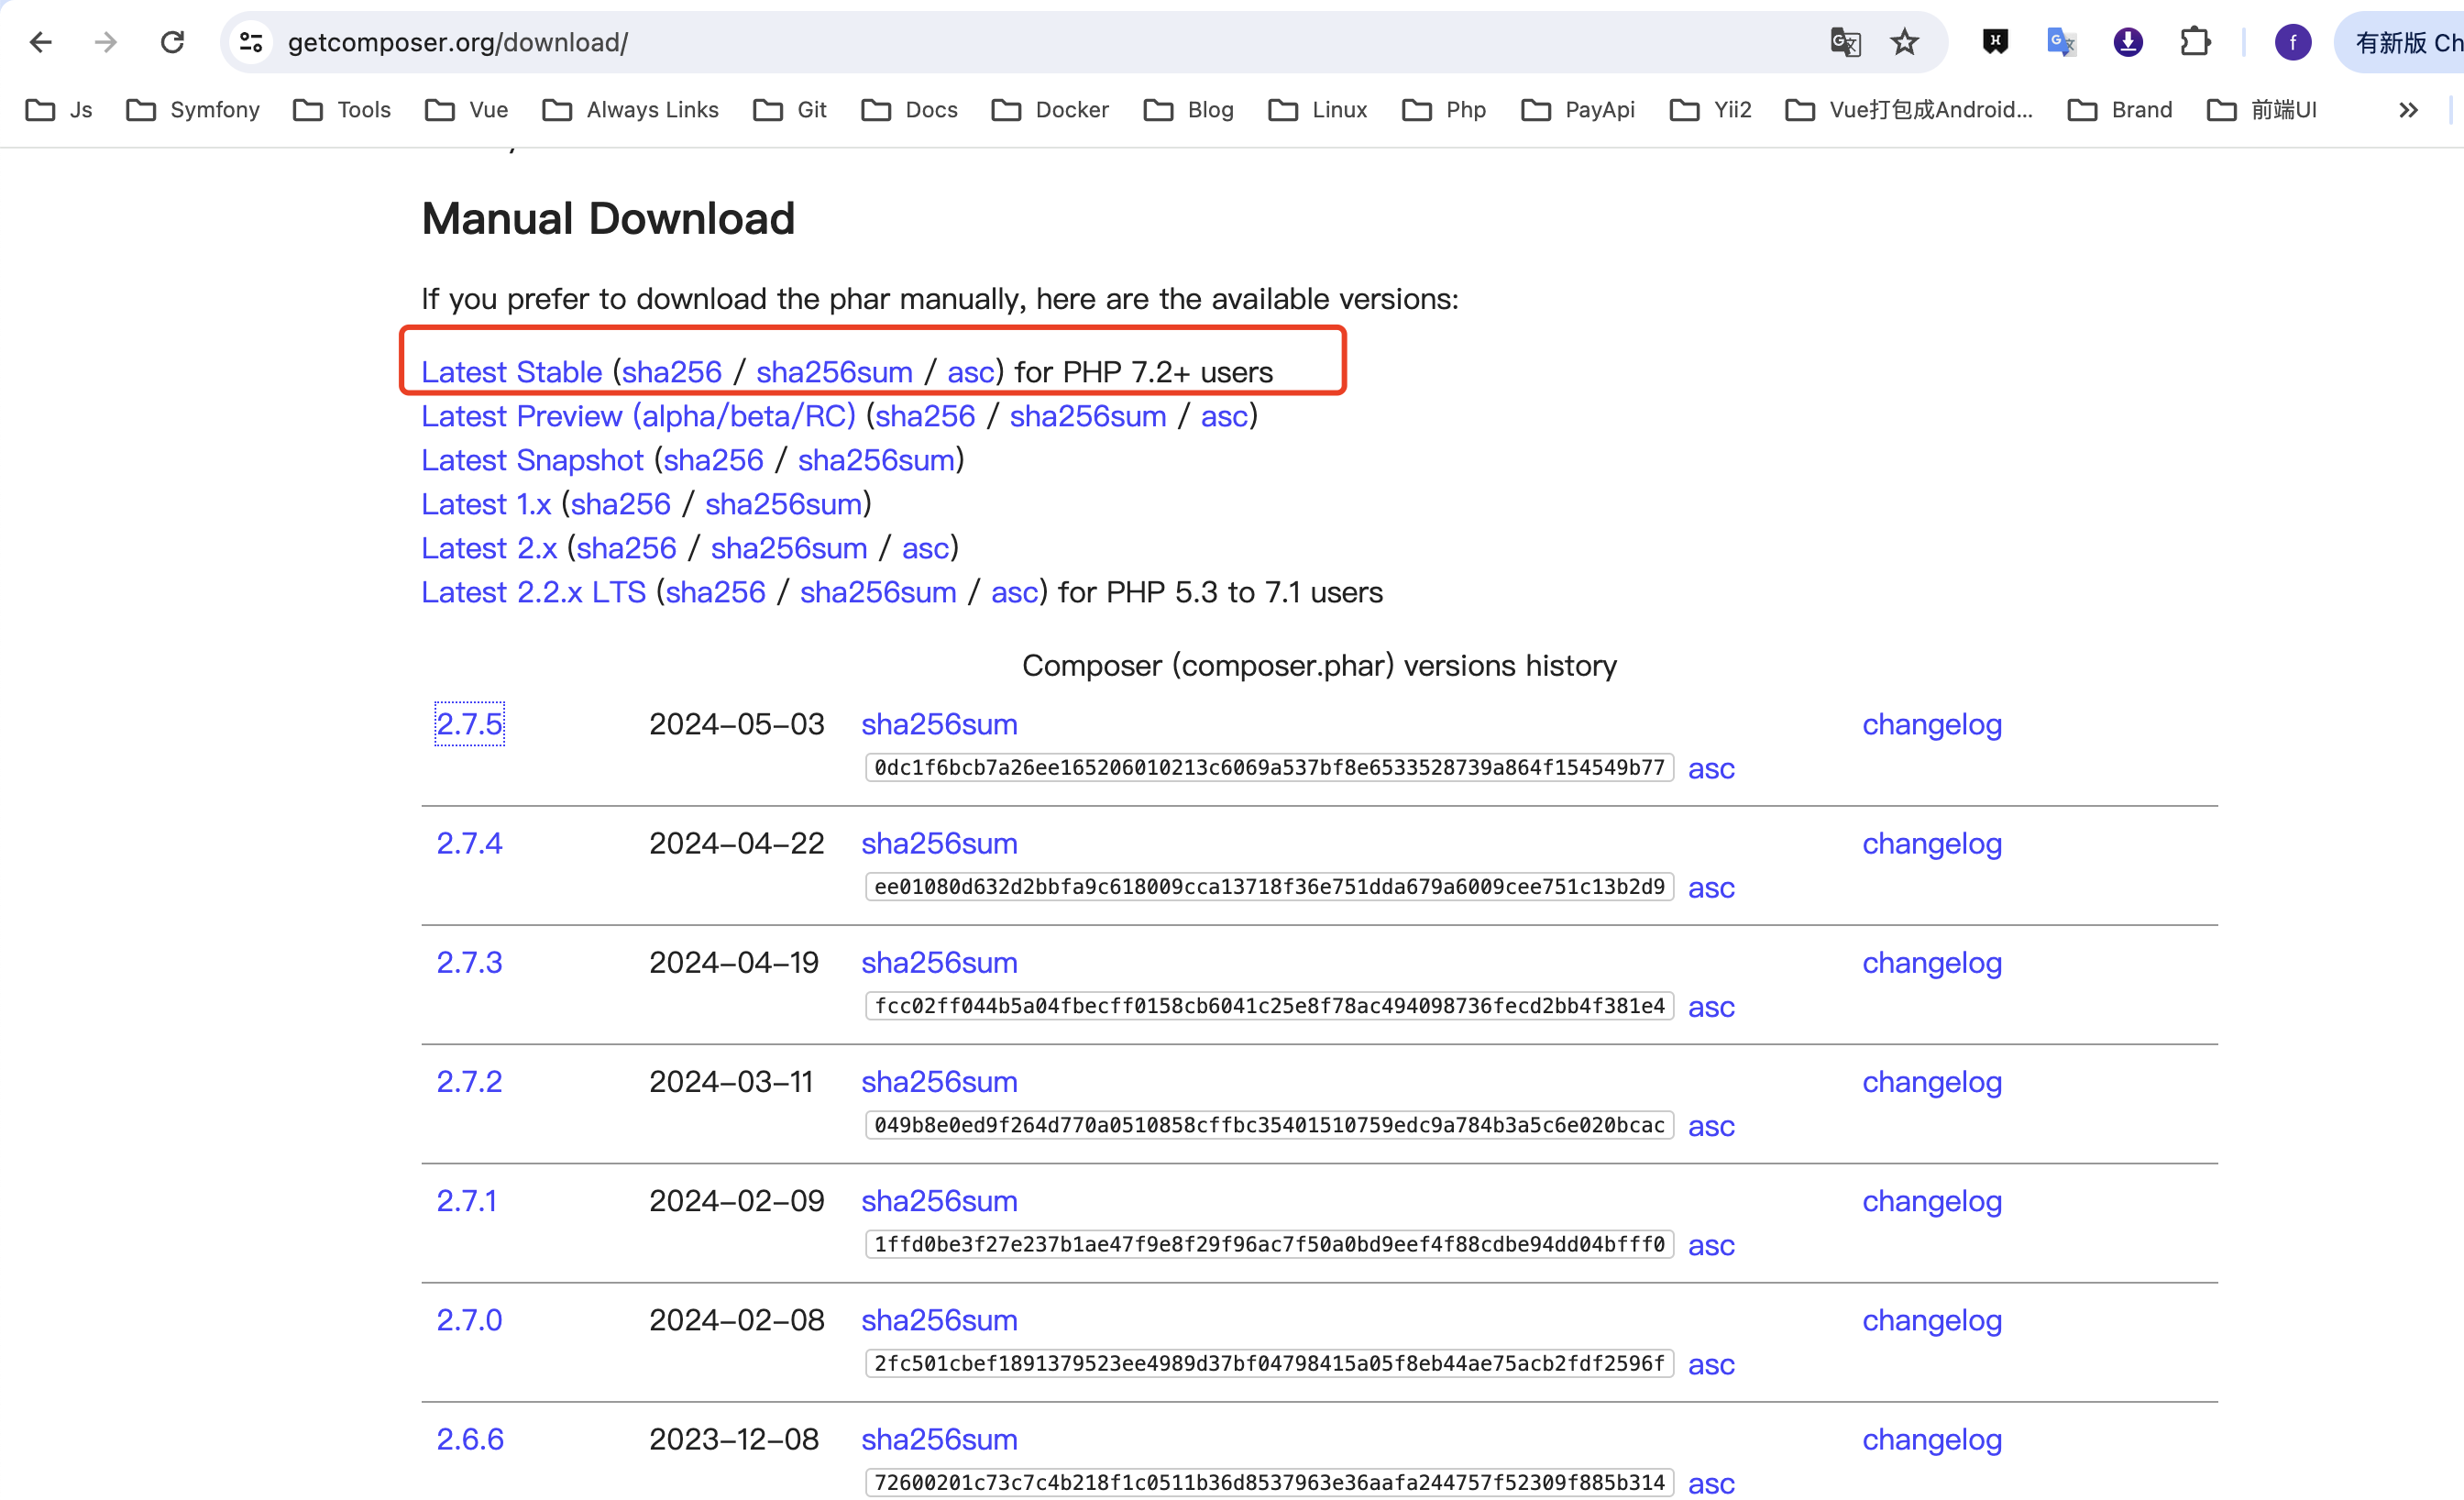 getcomposer.org/download/
f
有新版 Ch
Js Symfony Tools Vue Always Links Git Docs Docker Blog Linux Php PayApi Yii2 Vue打包成Android... Brand 前端UI
Manual Download
If you prefer to download the phar manually, here are the available versions:
Latest Stable (sha256 / sha256sum / asc) for PHP 7.2+ users
Latest Preview (alpha/beta/RC) (sha256 / sha256sum / asc)
Latest Snapshot (sha256 / sha256sum)
Latest 1.x (sha256 / sha256sum)
Latest 2.x (sha256 / sha256sum / asc)
Latest 2.2.x LTS (sha256 / sha256sum / asc) for PHP 5.3 to 7.1 users
Composer (composer.phar) versions history
2.7.5 2024-05-03 sha256sum changelog
0dc1f6bcb7a26ee165206010213c6069a537bf8e6533528739a864f154549b77 asc
2.7.4 2024-04-22 sha256sum changelog
ee01080d632d2bbfa9c618009cca13718f36e751dda679a6009cee751c13b2d9 asc
2.7.3 2024-04-19 sha256sum changelog
fcc02ff044b5a04fbecff0158cb6041c25e8f78ac494098736fecd2bb4f381e4 asc
2.7.2 2024-03-11 sha256sum changelog
049b8e0ed9f264d770a0510858cffbc35401510759edc9a784b3a5c6e020bcac asc
2.7.1 2024-02-09 sha256sum changelog
1ffd0be3f27e237b1ae47f9e8f29f96ac7f50a0bd9eef4f88cdbe94dd04bfff0 asc
2.7.0 2024-02-08 sha256sum changelog
2fc501cbef1891379523ee4989d37bf04798415a05f8eb44ae75acb2fdf2596f asc
2.6.6 2023-12-08 sha256sum changelog
72600201c73c7c4b218f1c0511b36d8537963e36aafa244757f52309f885b314 asc